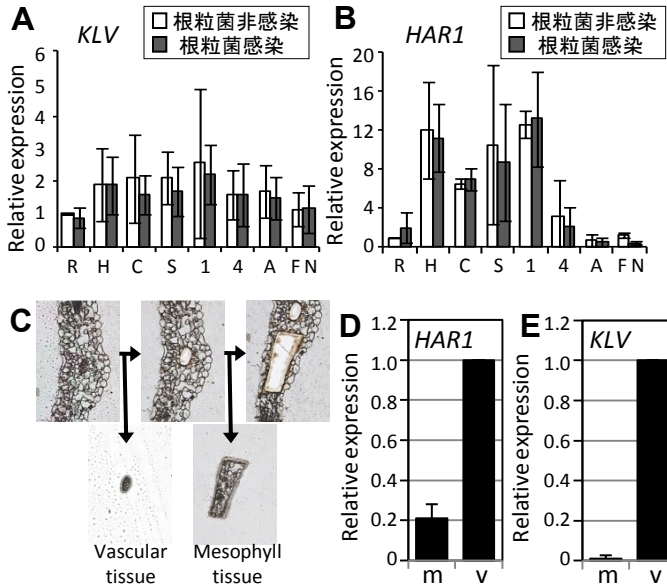 A
KLV
根粒菌非感染
根粒菌感染
Relative expression
6
5
4
3
2
1
0
R H C S 1 4 A F N
B
HAR1
根粒菌非感染
根粒菌感染
Relative expression
20
16
12
8
4
0
R H C S 1 4 A F N
C
Vascular
tissue
Mesophyll
tissue
D
HAR1
Relative expression
1.2
1.0
0.8
0.6
0.4
0.2
m v
E
KLV
Relative expression
1.2
1.0
0.8
0.6
0.4
0.2
m v